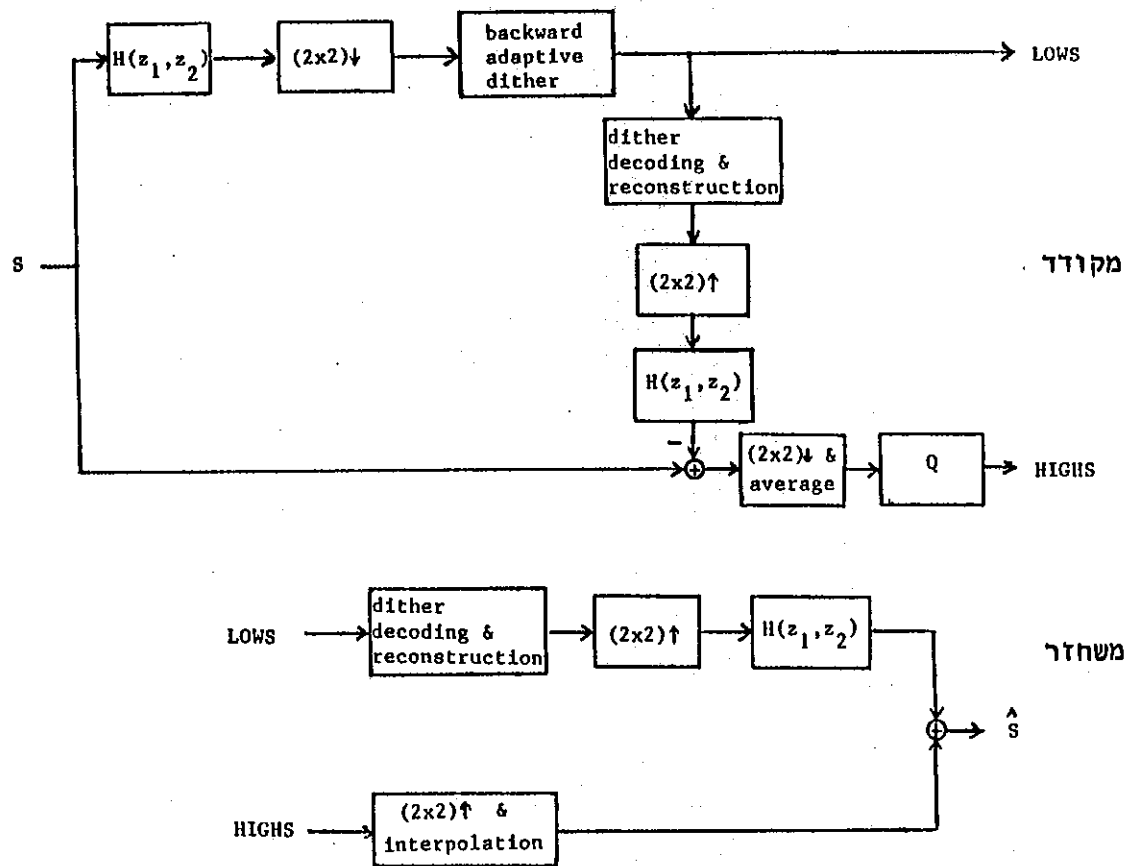 H(z₁,z₂)
(2x2)↓
backward
adaptive
dither
LOWS
dither
decoding &
reconstruction
S
(2x2)↑
מקודד
H(z₁,z₂)
−
+
(2x2)↓ &
average
Q
HIGHS
LOWS
dither
decoding &
reconstruction
(2x2)↑
H(z₁,z₂)
משחזר
+
ŝ
HIGHS
(2x2)↑ &
interpolation